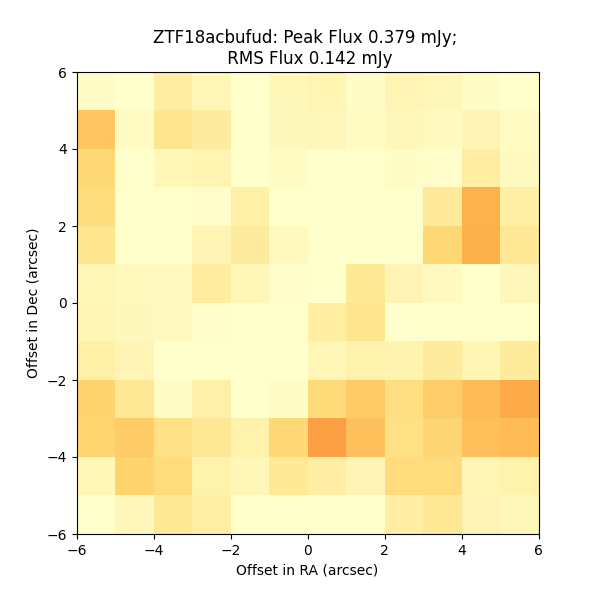 ZTF18acbufud: Peak Flux 0.379 mJy;
RMS Flux 0.142 mJy
6
4
2
0
−2
−4
−6
Offset in Dec (arcsec)
−6 −4 −2 0 2 4 6
Offset in RA (arcsec)